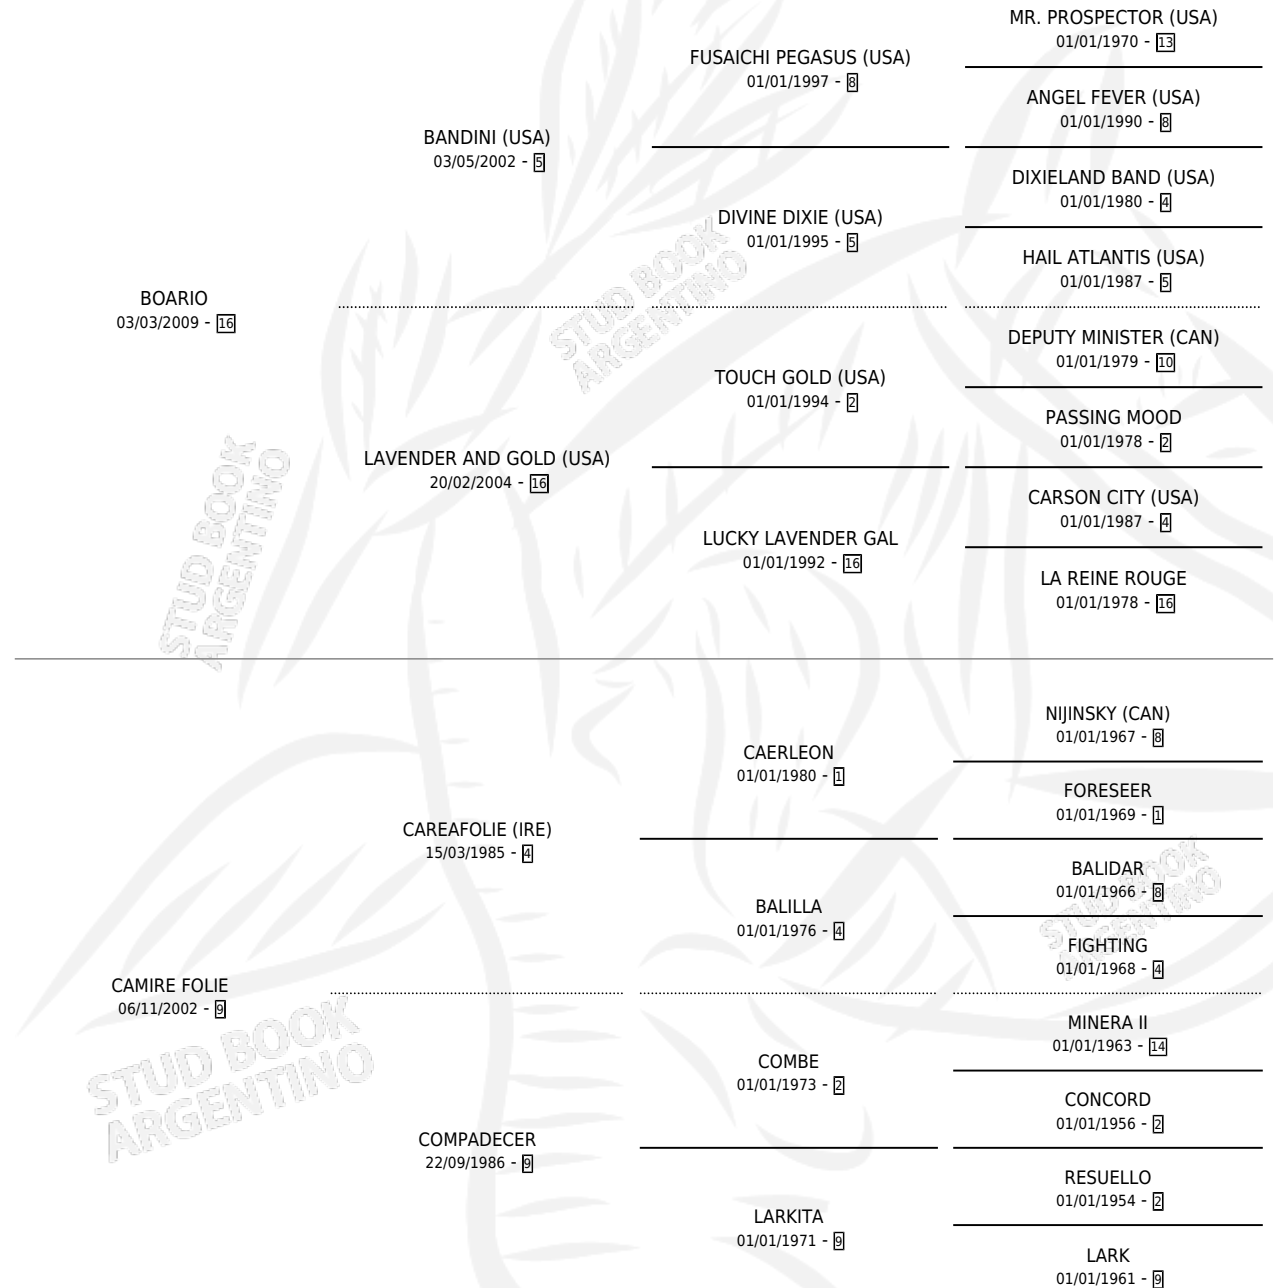 MR. PROSPECTOR (USA)
01/01/1970 - 13
FUSAICHI PEGASUS (USA)
01/01/1997 - 8
ANGEL FEVER (USA)
01/01/1990 - 8
BANDINI (USA)
03/05/2002 - 5
DIXIELAND BAND (USA)
01/01/1980 - 4
DIVINE DIXIE (USA)
01/01/1995 - 5
HAIL ATLANTIS (USA)
01/01/1987 - 5
BOARIO
03/03/2009 - 16
DEPUTY MINISTER (CAN)
01/01/1979 - 10
TOUCH GOLD (USA)
01/01/1994 - 2
PASSING MOOD
01/01/1978 - 2
LAVENDER AND GOLD (USA)
20/02/2004 - 16
CARSON CITY (USA)
01/01/1987 - 4
LUCKY LAVENDER GAL
01/01/1992 - 16
LA REINE ROUGE
01/01/1978 - 16
NIJINSKY (CAN)
01/01/1967 - 8
CAERLEON
01/01/1980 - 1
FORESEER
01/01/1969 - 1
CAREAFOLIE (IRE)
15/03/1985 - 4
BALIDAR
01/01/1966 - 8
BALILLA
01/01/1976 - 4
FIGHTING
01/01/1968 - 4
CAMIRE FOLIE
06/11/2002 - 9
MINERA II
01/01/1963 - 14
COMBE
01/01/1973 - 2
CONCORD
01/01/1956 - 2
COMPADECER
22/09/1986 - 9
RESUELLO
01/01/1954 - 2
LARKITA
01/01/1971 - 9
LARK
01/01/1961 - 9
STUD BOOK
ARGENTINO
STUD BOOK
ARGENTINO
STUD BOOK
ARGENTINO
STUD BOOK
ARGENTINO